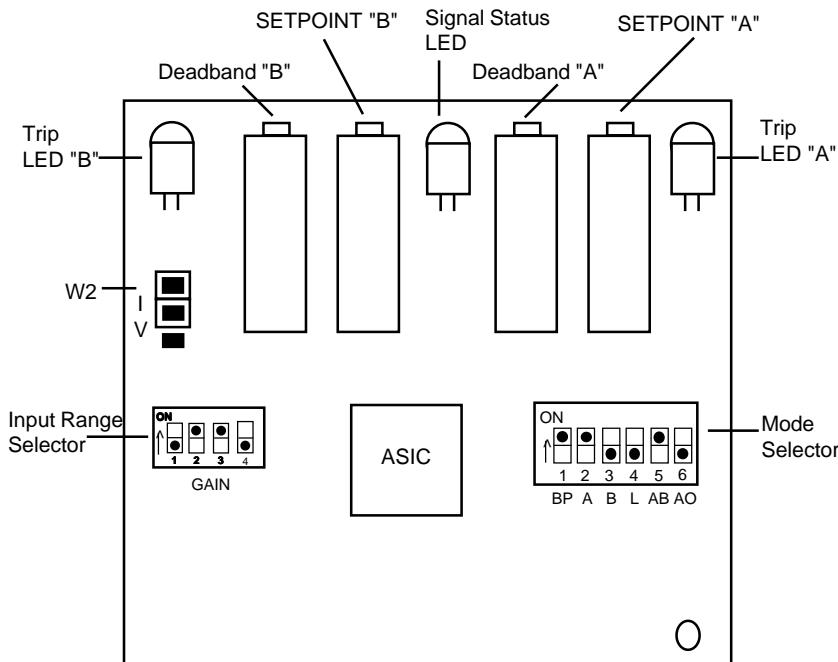 SETPOINT "B"
Signal Status
LED
SETPOINT "A"
Deadband "B"
Deadband "A"
Trip
LED "B"
Trip
LED "A"
W2
I
V
Input Range
Selector
ON
1 2 3 4
GAIN
ASIC
ON
1 2 3 4 5 6
BP A B L AB AO
Mode
Selector